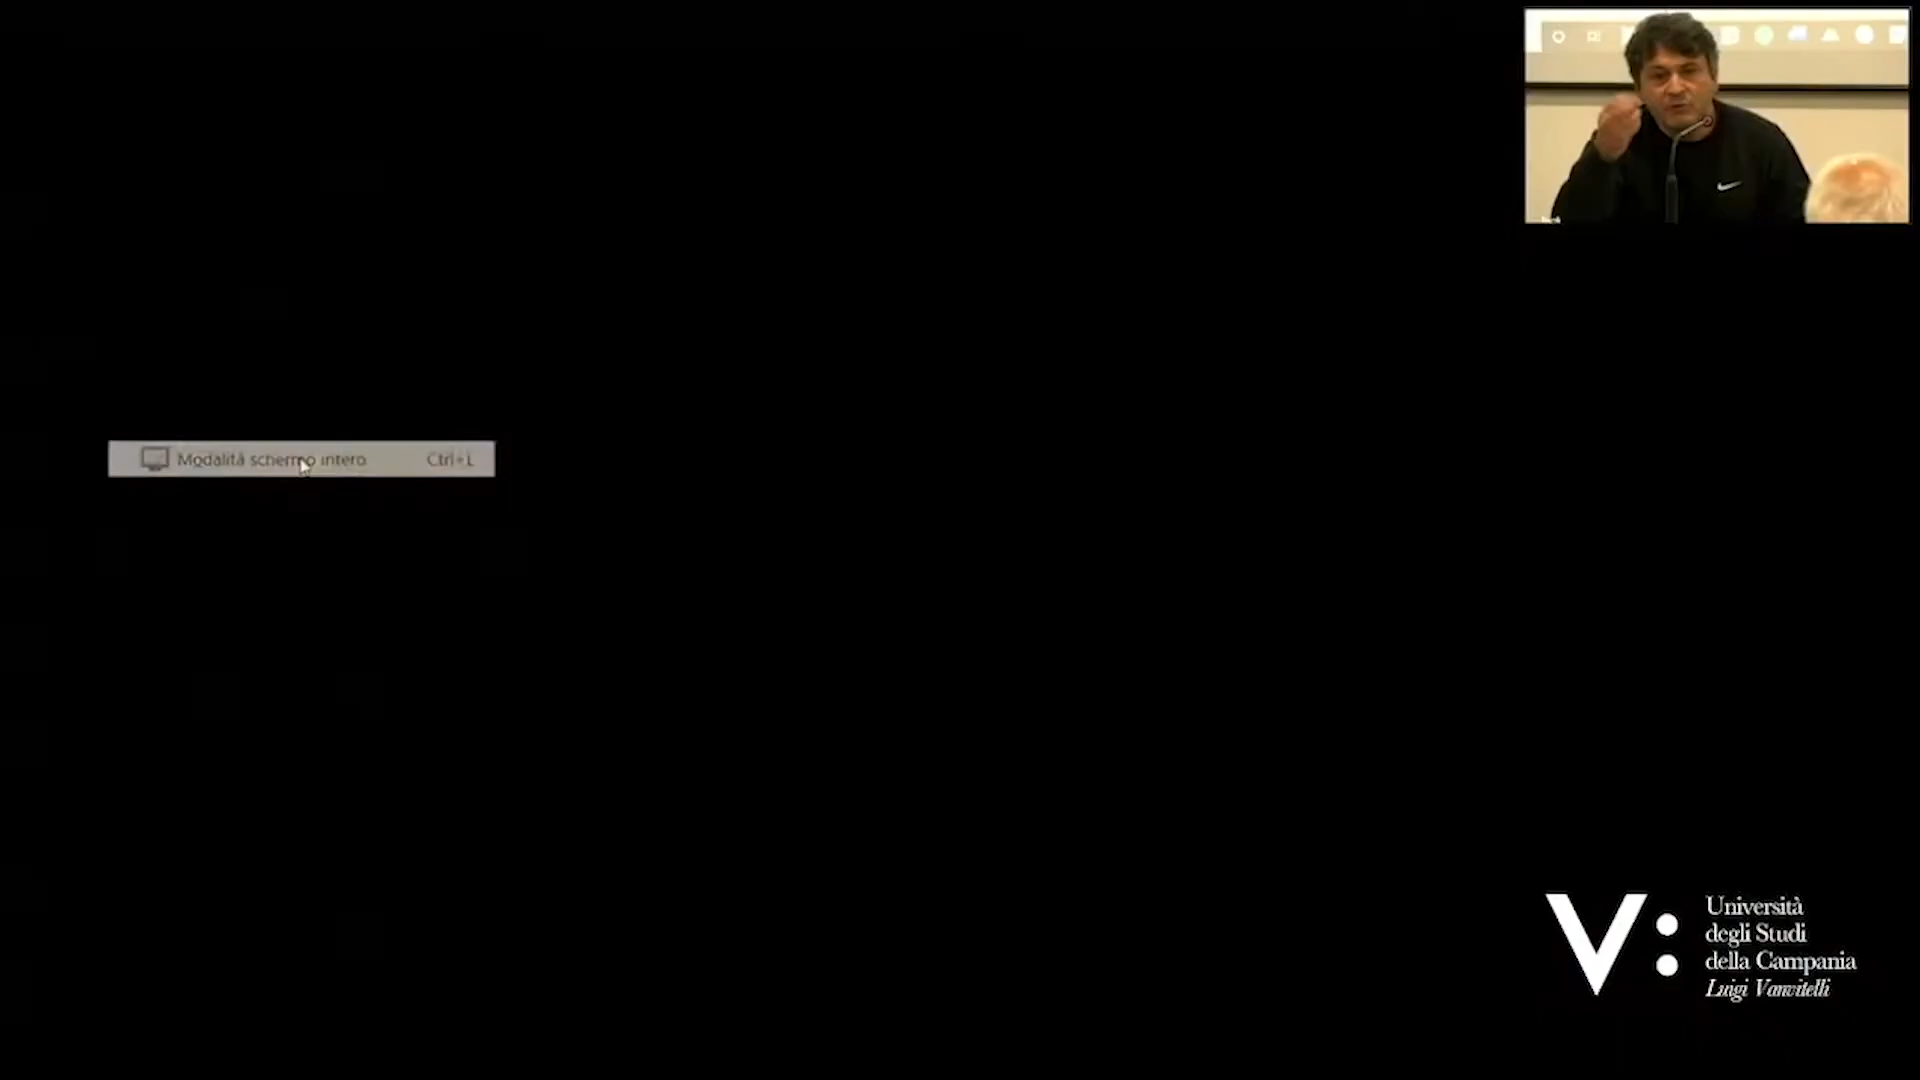 Modalità schermo intero Ctrl+L
Università
degli Studi
della Campania
Luigi Vanvitelli